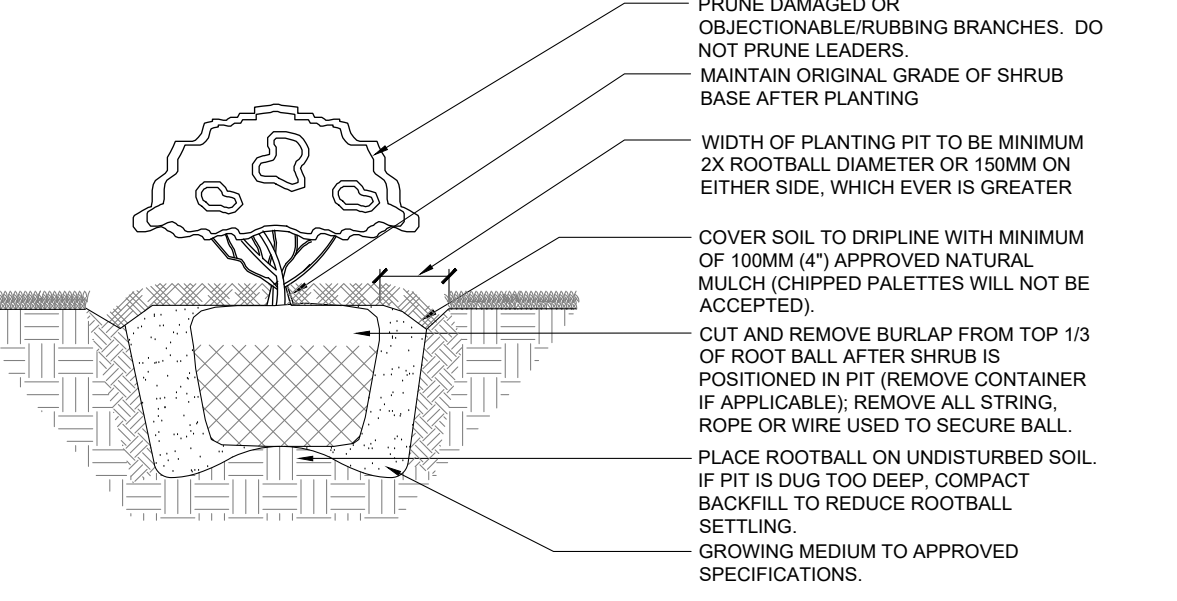 PRUNE DAMAGED OR
OBJECTIONABLE/RUBBING BRANCHES. DO
NOT PRUNE LEADERS.
MAINTAIN ORIGINAL GRADE OF SHRUB
BASE AFTER PLANTING
WIDTH OF PLANTING PIT TO BE MINIMUM
2X ROOTBALL DIAMETER OR 150MM ON
EITHER SIDE, WHICH EVER IS GREATER
COVER SOIL TO DRIPLINE WITH MINIMUM
OF 100MM (4") APPROVED NATURAL
MULCH (CHIPPED PALETTES WILL NOT BE
ACCEPTED).
CUT AND REMOVE BURLAP FROM TOP 1/3
OF ROOT BALL AFTER SHRUB IS
POSITIONED IN PIT (REMOVE CONTAINER
IF APPLICABLE); REMOVE ALL STRING,
ROPE OR WIRE USED TO SECURE BALL.
PLACE ROOTBALL ON UNDISTURBED SOIL.
IF PIT IS DUG TOO DEEP, COMPACT
BACKFILL TO REDUCE ROOTBALL
SETTLING.
GROWING MEDIUM TO APPROVED
SPECIFICATIONS.